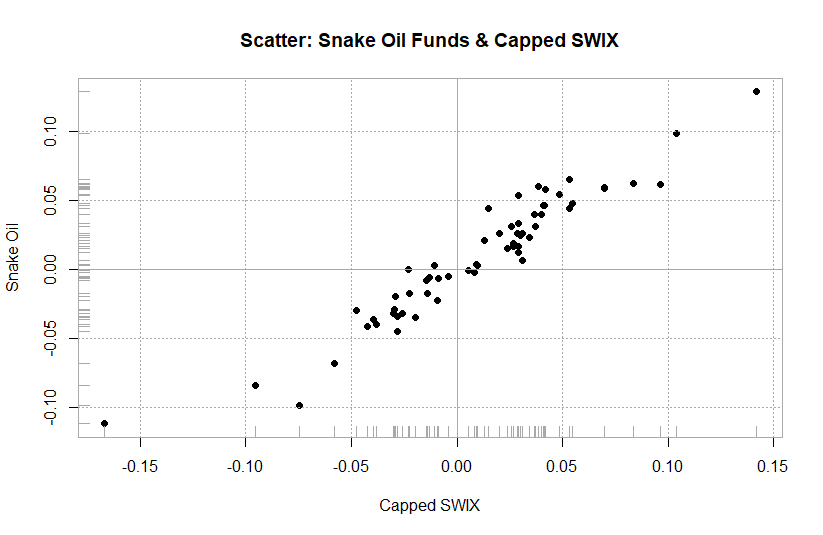 Scatter: Snake Oil Funds & Capped SWIX
0.10
0.05
0.00
-0.05
-0.10
Snake Oil
-0.15 -0.10 -0.05 0.00 0.05 0.10 0.15
Capped SWIX